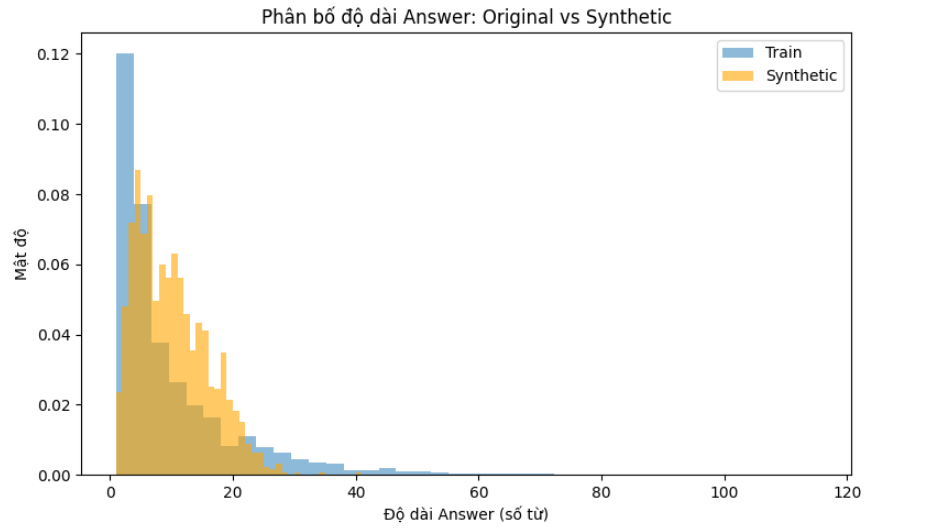 Phân bố độ dài Answer: Original vs Synthetic
Train
Synthetic
0.12
0.10
0.08
0.06
0.04
0.02
0.00
Mật độ
0 20 40 60 80 100 120
Độ dài Answer (số từ)